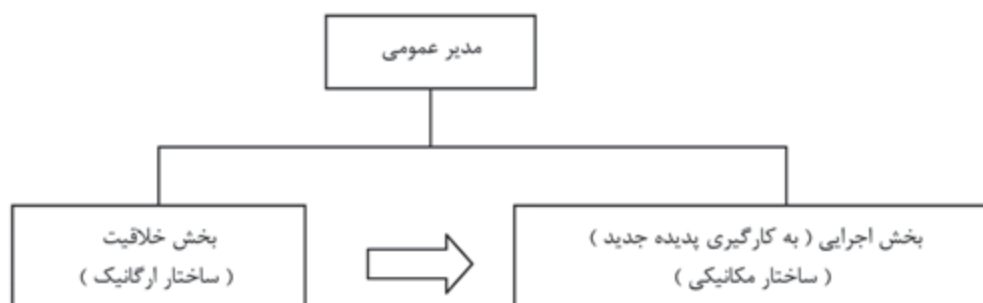 مدیر عمومی
بخش اجرایی ( به کارگیری پدیده جدید )
( ساختار مکانیکی )
بخش خلاقیت
( ساختار ارگانیک )